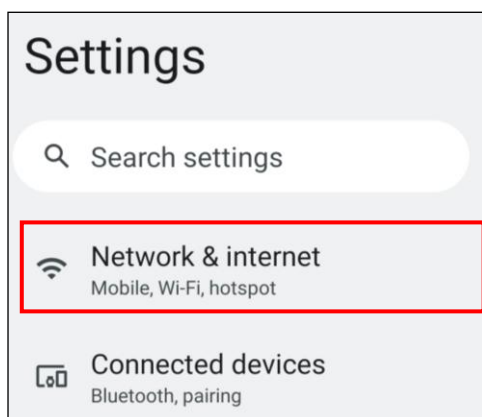 Settings
Search settings
Network & internet
Mobile, Wi-Fi, hotspot
Connected devices
Bluetooth, pairing